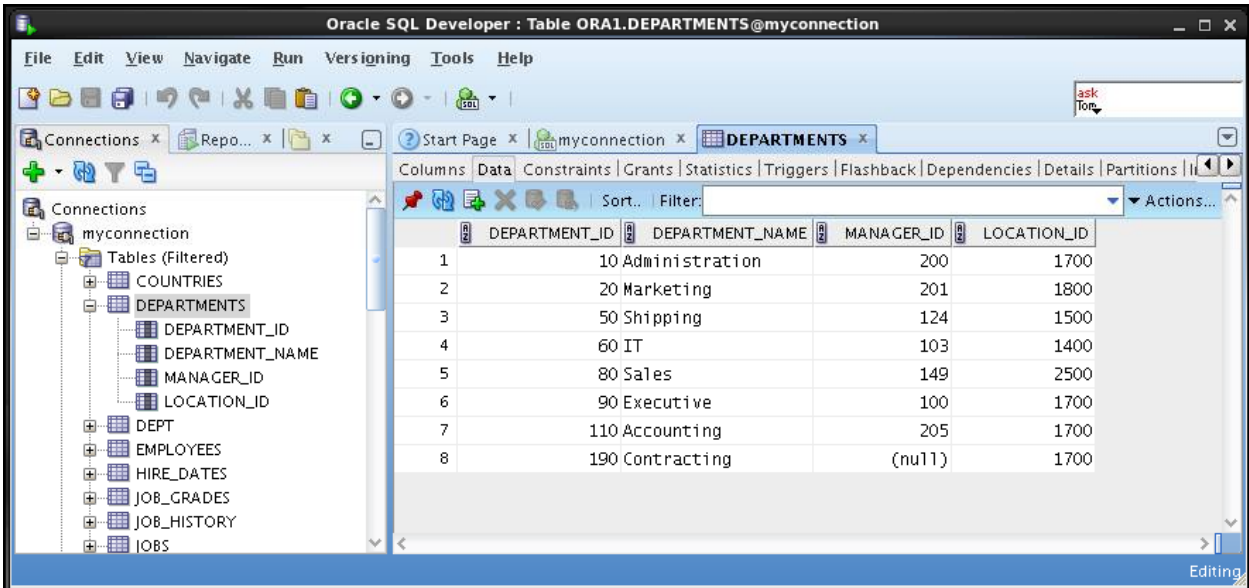 Oracle SQL Developer : Table ORA1.DEPARTMENTS@myconnection
File Edit View Navigate Run Versioning Tools Help
ask
Tom
Connections Repo... Start Page myconnection DEPARTMENTS
Columns Data Constraints Grants Statistics Triggers Flashback Dependencies Details Partitions
Sort.. Filter: Actions...
Connections
myconnection
Tables (Filtered)
COUNTRIES
DEPARTMENTS
DEPARTMENT_ID
DEPARTMENT_NAME
MANAGER_ID
LOCATION_ID
DEPT
EMPLOYEES
HIRE_DATES
JOB_GRADES
JOB_HISTORY
JOBS
DEPARTMENT_ID DEPARTMENT_NAME MANAGER_ID LOCATION_ID
1 10 Administration 200 1700
2 20 Marketing 201 1800
3 50 Shipping 124 1500
4 60 IT 103 1400
5 80 Sales 149 2500
6 90 Executive 100 1700
7 110 Accounting 205 1700
8 190 Contracting (null) 1700
Editing